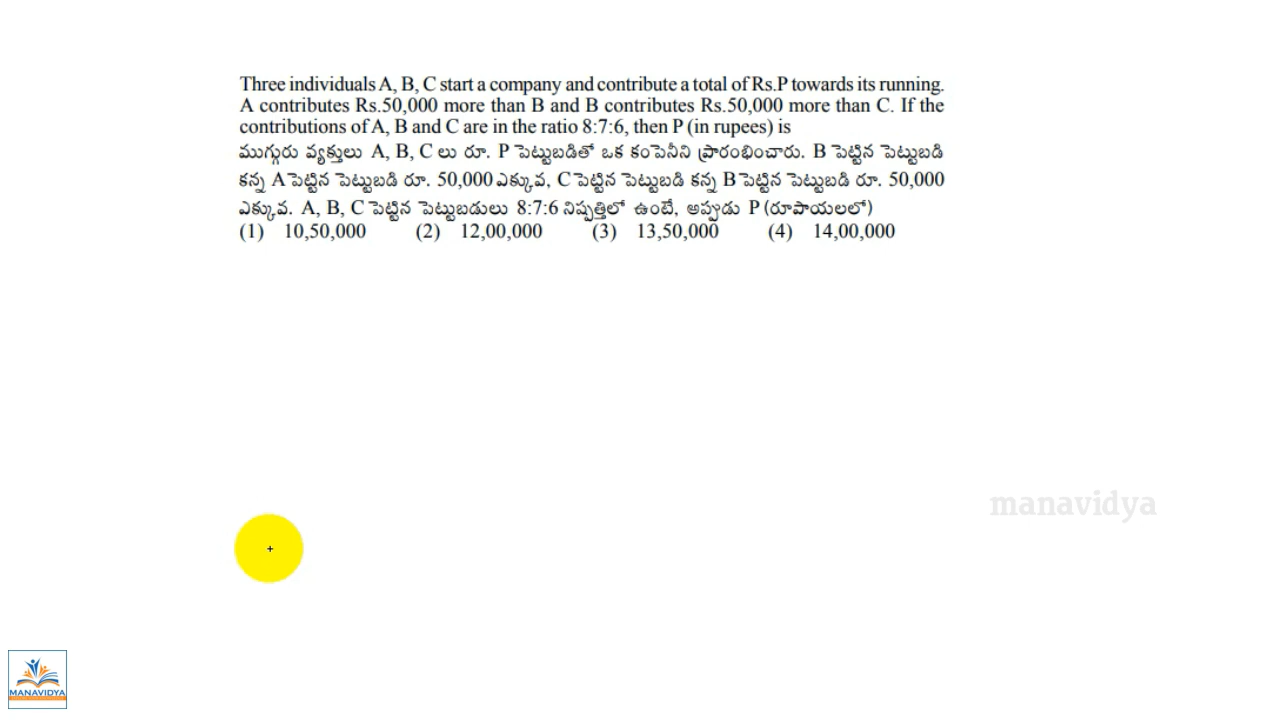 Three individuals A, B, C start a company and contribute a total of Rs.P towards its running.
A contributes Rs.50,000 more than B and B contributes Rs.50,000 more than C. If the
contributions of A, B and C are in the ratio 8:7:6, then P (in rupees) is
ముగ్గురు వ్యక్తులు A, B, C లు రూ. P పెట్టుబడితో ఒక కంపెనీని ప్రారంభించారు. B పెట్టిన పెట్టుబడి
కన్న A పెట్టిన పెట్టుబడి రూ. 50,000 ఎక్కువ, C పెట్టిన పెట్టుబడి కన్న B పెట్టిన పెట్టుబడి రూ. 50,000
ఎక్కువ. A, B, C పెట్టిన పెట్టుబడులు 8:7:6 నిష్పత్తిలో ఉంటే, అప్పుడు P (రూపాయలలో)
(1) 10,50,000 (2) 12,00,000 (3) 13,50,000 (4) 14,00,000
manavidya
MANAVIDYA